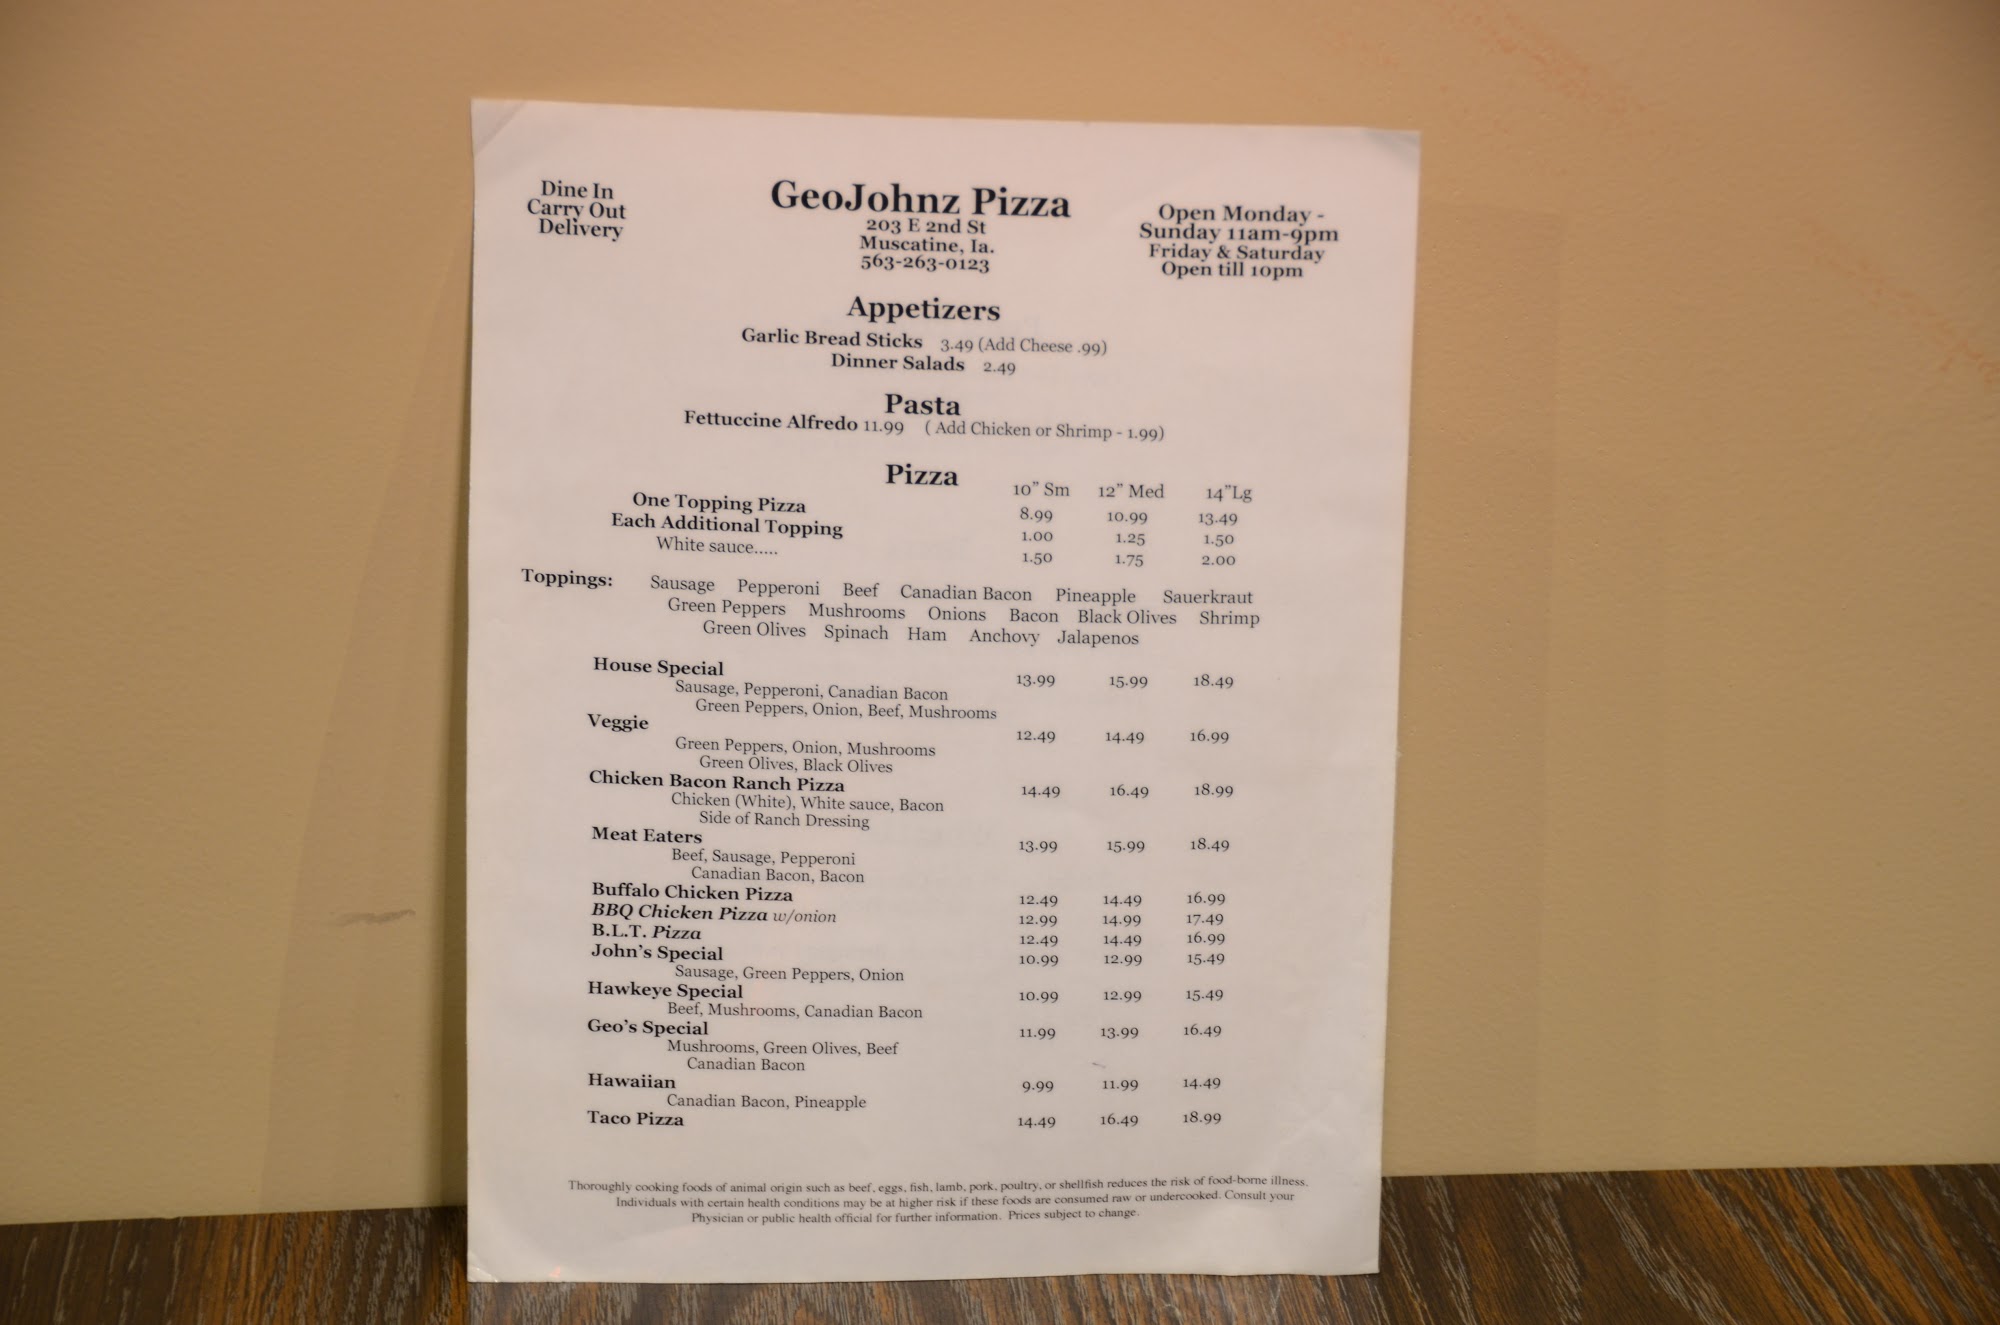 Dine In
Carry Out
Delivery
GeoJohnz Pizza
203 E 2nd St
Muscatine, Ia.
563-263-0123
Open Monday -
Sunday 11am-9pm
Friday & Saturday
Open till 10pm
Appetizers
Garlic Bread Sticks 3.49 (Add Cheese .99)
Dinner Salads 2.49
Pasta
Fettuccine Alfredo 11.99 ( Add Chicken or Shrimp - 1.99)
Pizza
10" Sm 12" Med 14"Lg
One Topping Pizza 8.99 10.99 13.49
Each Additional Topping 1.00 1.25 1.50
White sauce..... 1.50 1.75 2.00
Toppings: Sausage Pepperoni Beef Canadian Bacon Pineapple Sauerkraut
Green Peppers Mushrooms Onions Bacon Black Olives Shrimp
Green Olives Spinach Ham Anchovy Jalapenos
House Special 13.99 15.99 18.49
Sausage, Pepperoni, Canadian Bacon
Green Peppers, Onion, Beef, Mushrooms
Veggie 12.49 14.49 16.99
Green Peppers, Onion, Mushrooms
Green Olives, Black Olives
Chicken Bacon Ranch Pizza 14.49 16.49 18.99
Chicken (White), White sauce, Bacon
Side of Ranch Dressing
Meat Eaters 13.99 15.99 18.49
Beef, Sausage, Pepperoni
Canadian Bacon, Bacon
Buffalo Chicken Pizza 12.49 14.49 16.99
BBQ Chicken Pizza w/onion 12.99 14.99 17.49
B.L.T. Pizza 12.49 14.49 16.99
John's Special 10.99 12.99 15.49
Sausage, Green Peppers, Onion
Hawkeye Special 10.99 12.99 15.49
Beef, Mushrooms, Canadian Bacon
Geo's Special 11.99 13.99 16.49
Mushrooms, Green Olives, Beef
Canadian Bacon
Hawaiian 9.99 11.99 14.49
Canadian Bacon, Pineapple
Taco Pizza 14.49 16.49 18.99
Thoroughly cooking foods of animal origin such as beef, eggs, fish, lamb, pork, poultry, or shellfish reduces the risk of food-borne illness.
Individuals with certain health conditions may be at higher risk if these foods are consumed raw or undercooked. Consult your
Physician or public health official for further information. Prices subject to change.